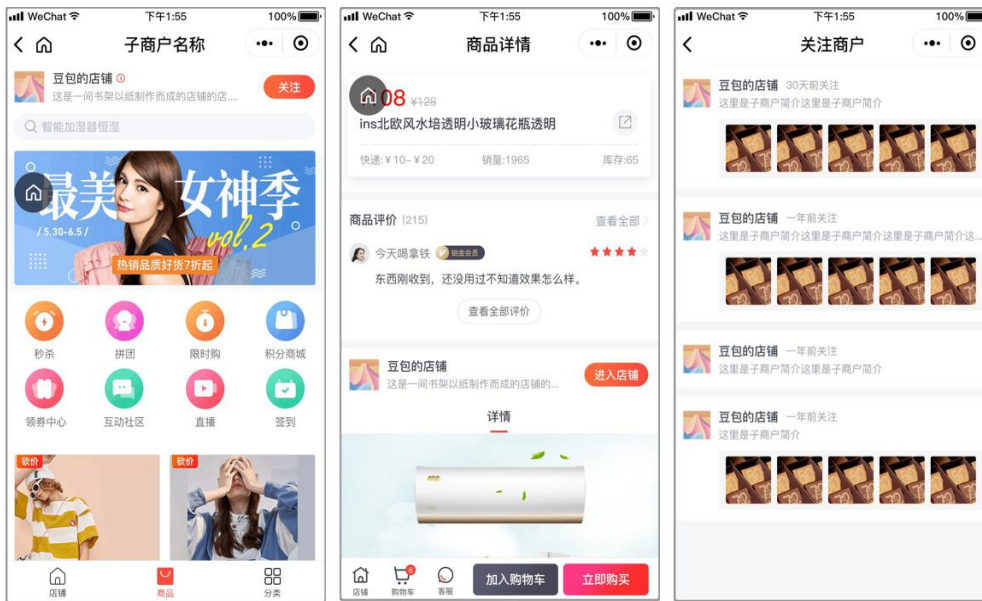 WeChat
下午1:55
100%
子商户名称
豆包的店铺
这是一间书架以纸制作而成的店铺的店....
关注
智能加湿器恒湿
最美女神季
/ 5.30-6.5 /
vol.2
热销品质好货7折起
秒杀
拼团
限时购
积分商城
领券中心
互动社区
直播
签到
砍价
砍价
店铺
商品
分类
WeChat
下午1:55
100%
商品详情
08 ¥128
ins北欧风水培透明小玻璃花瓶透明
快递:¥10-¥20
销量:1965
库存:65
商品评价 (215)
查看全部
今天喝拿铁
铂金会员
东西刚收到，还没用过不知道效果怎么样。
查看全部评价
豆包的店铺
这是一间书架以纸制作而成的店铺的...
进入店铺
详情
店铺
购物车
6
客服
加入购物车
立即购买
WeChat
下午1:55
100%
关注商户
豆包的店铺 30天前关注
这里是子商户简介这里是子商户简介
豆包的店铺 一年前关注
这里是子商户简介这里是子商户简介这里是子商户简介这...
豆包的店铺 一年前关注
这里是子商户简介这里是子商户简介
豆包的店铺 一年前关注
这里是子商户简介